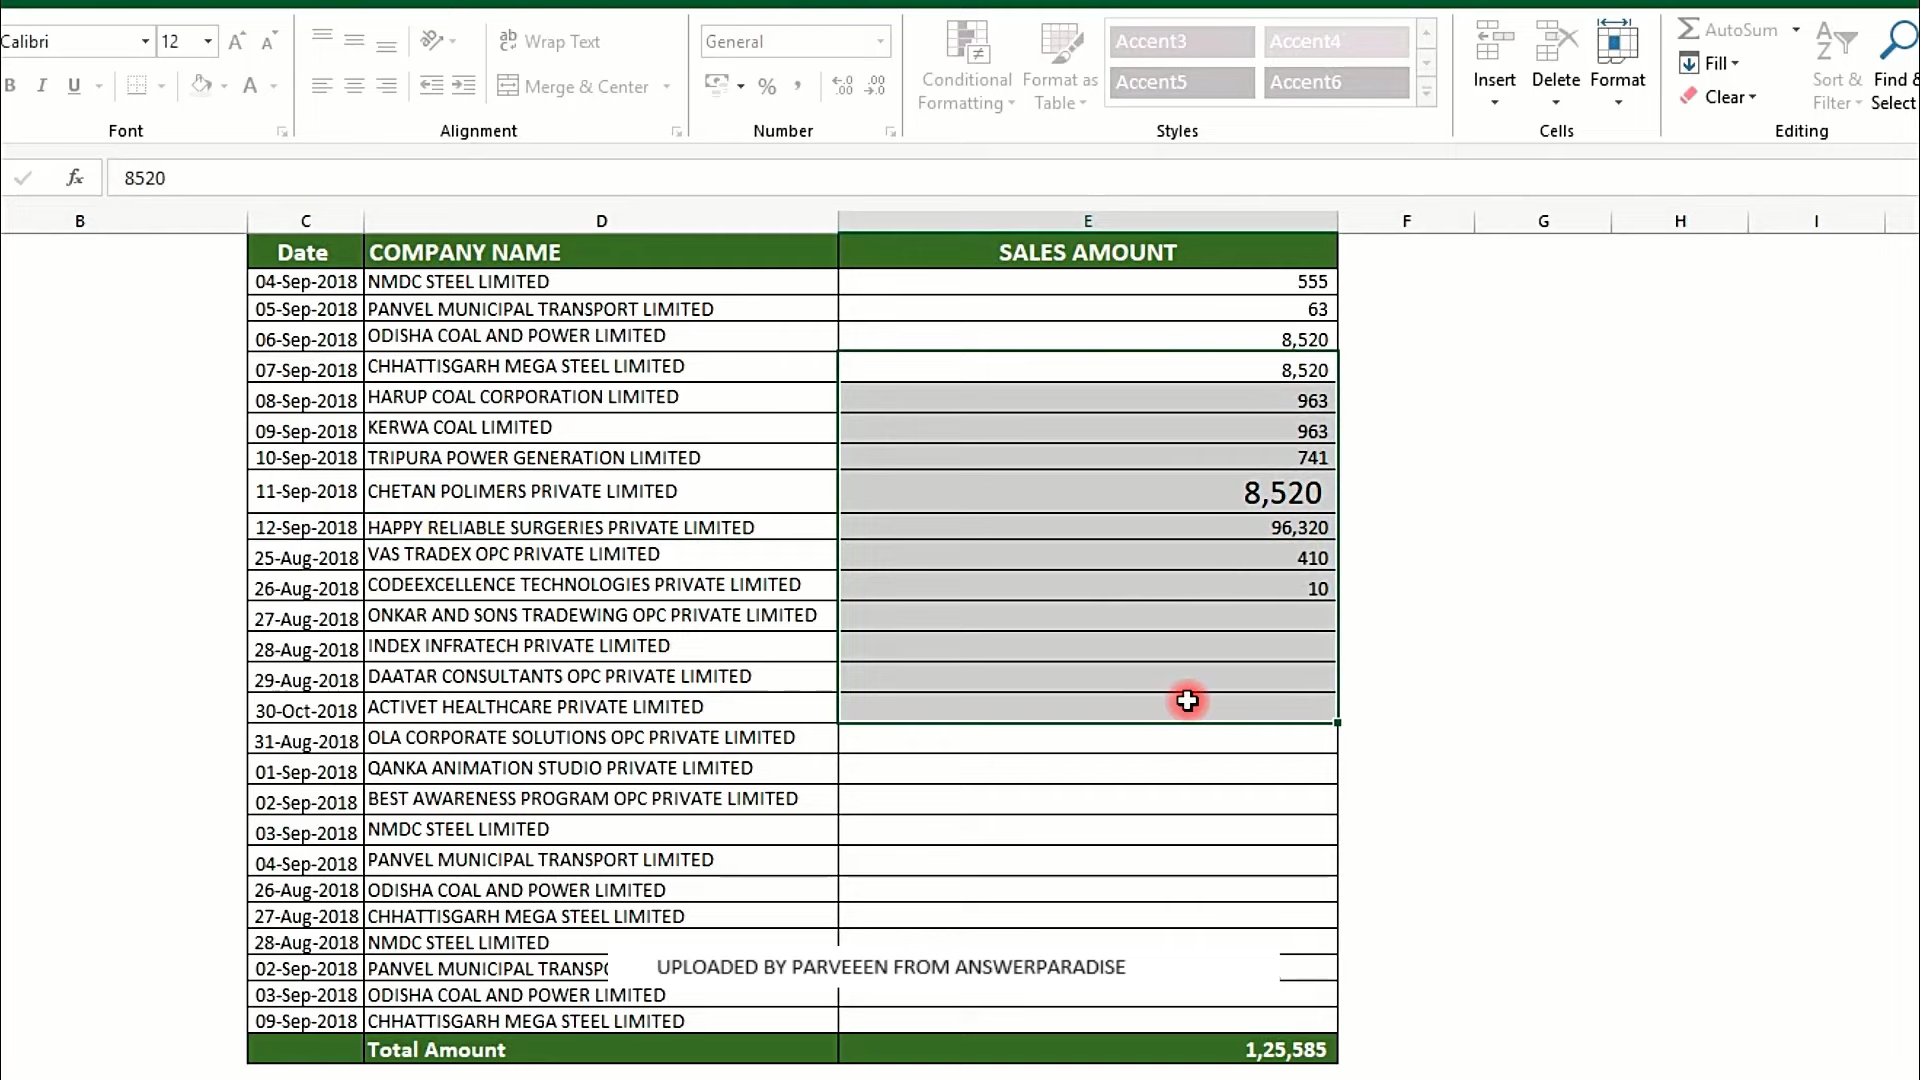 Calibri 12 Wrap Text General Conditional Formatting Format as Table Accent3 Accent4 Insert Delete Format AutoSum Sort & Filter Find & Select
B I U A Merge & Center % , .00 Accent5 Accent6 Fill Clear
Font Alignment Number Styles Cells Editing
fx 8520
B C D E F G H I
Date COMPANY NAME SALES AMOUNT
04-Sep-2018 NMDC STEEL LIMITED 555
05-Sep-2018 PANVEL MUNICIPAL TRANSPORT LIMITED 63
06-Sep-2018 ODISHA COAL AND POWER LIMITED 8,520
07-Sep-2018 CHHATTISGARH MEGA STEEL LIMITED 8,520
08-Sep-2018 HARUP COAL CORPORATION LIMITED 963
09-Sep-2018 KERWA COAL LIMITED 963
10-Sep-2018 TRIPURA POWER GENERATION LIMITED 741
11-Sep-2018 CHETAN POLIMERS PRIVATE LIMITED 8,520
12-Sep-2018 HAPPY RELIABLE SURGERIES PRIVATE LIMITED 96,320
25-Aug-2018 VAS TRADEX OPC PRIVATE LIMITED 410
26-Aug-2018 CODEEXCELLENCE TECHNOLOGIES PRIVATE LIMITED 10
27-Aug-2018 ONKAR AND SONS TRADEWING OPC PRIVATE LIMITED
28-Aug-2018 INDEX INFRATECH PRIVATE LIMITED
29-Aug-2018 DAATAR CONSULTANTS OPC PRIVATE LIMITED
30-Oct-2018 ACTIVET HEALTHCARE PRIVATE LIMITED
31-Aug-2018 OLA CORPORATE SOLUTIONS OPC PRIVATE LIMITED
01-Sep-2018 QANKA ANIMATION STUDIO PRIVATE LIMITED
02-Sep-2018 BEST AWARENESS PROGRAM OPC PRIVATE LIMITED
03-Sep-2018 NMDC STEEL LIMITED
04-Sep-2018 PANVEL MUNICIPAL TRANSPORT LIMITED
26-Aug-2018 ODISHA COAL AND POWER LIMITED
27-Aug-2018 CHHATTISGARH MEGA STEEL LIMITED
28-Aug-2018 NMDC STEEL LIMITED
02-Sep-2018 PANVEL MUNICIPAL TRANSPO
UPLOADED BY PARVEEEN FROM ANSWERPARADISE
03-Sep-2018 ODISHA COAL AND POWER LIMITED
09-Sep-2018 CHHATTISGARH MEGA STEEL LIMITED
Total Amount 1,25,585